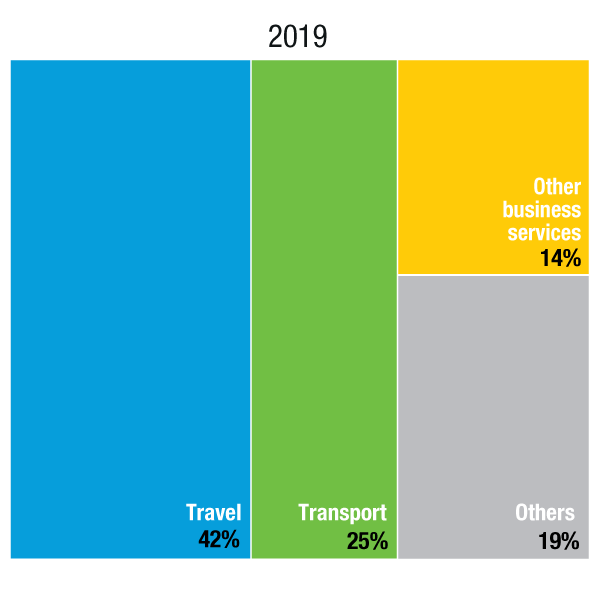 2019
Other
business
services
14%
Travel
42%
Transport
25%
Others
19%